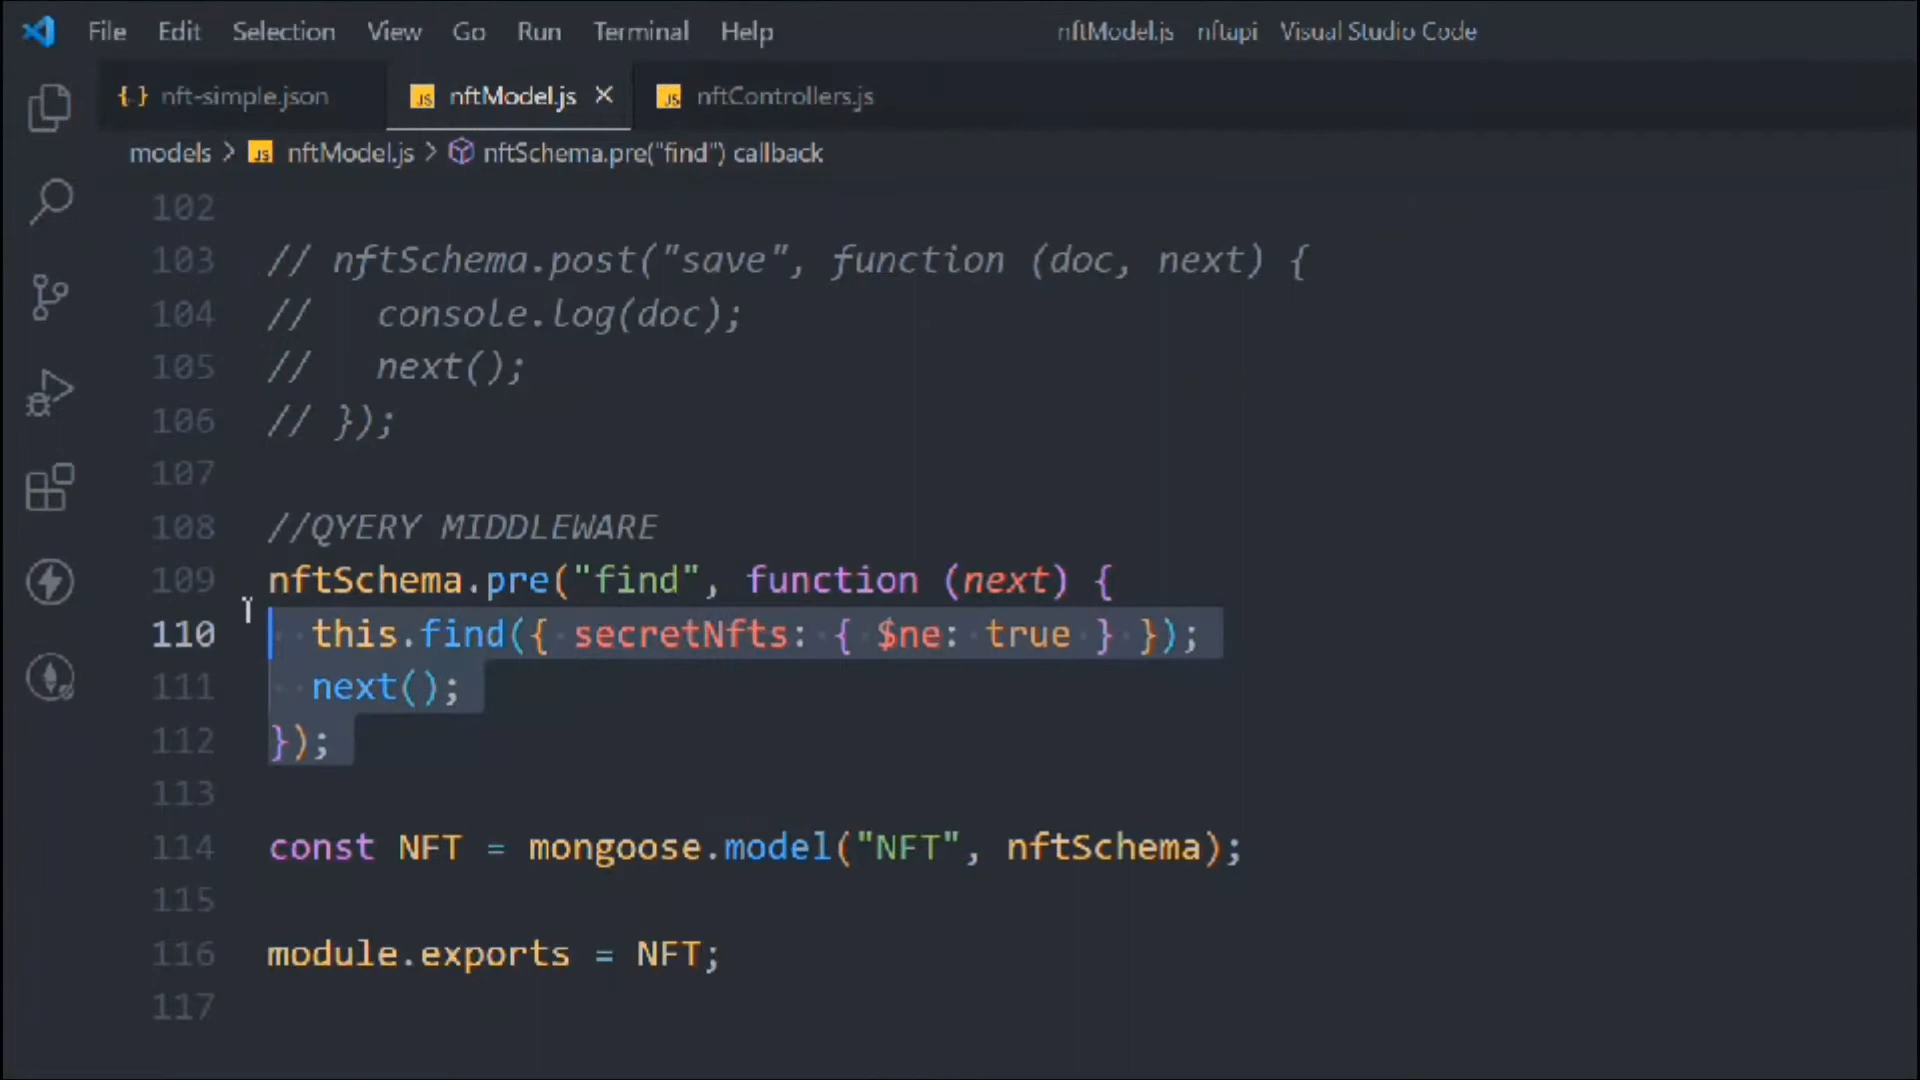 File Edit Selection View Go Run Terminal Help nftModel.js nftapi Visual Studio Code
{ } nft-simple.json JS nftModel.js × JS nftControllers.js
models > JS nftModel.js > nftSchema.pre("find") callback
102
103 // nftSchema.post("save", function (doc, next) {
104 //   console.log(doc);
105 //   next();
106 // });
107
108 //QYERY MIDDLEWARE
109 nftSchema.pre("find", function (next) {
110   this.find({ secretNfts: { $ne: true } });
111   next();
112 });
113
114 const NFT = mongoose.model("NFT", nftSchema);
115
116 module.exports = NFT;
117